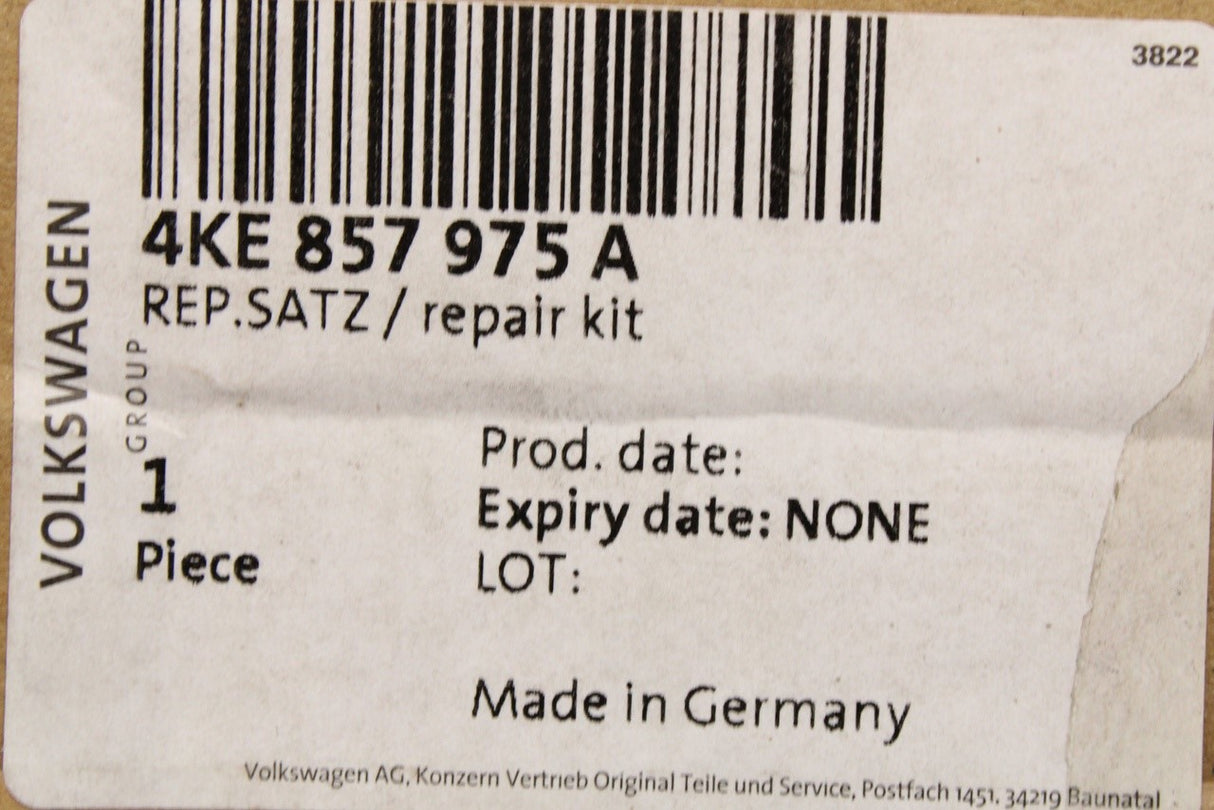 3822
4KE 857 975 A
REP.SATZ / repair kit
VOLKSWAGEN
GROUP
1
Piece
Prod. date:
Expiry date: NONE
LOT:
Made in Germany
Volkswagen AG, Konzern Vertrieb Original Teile und Service, Postfach 1451. 34219 Baunatal